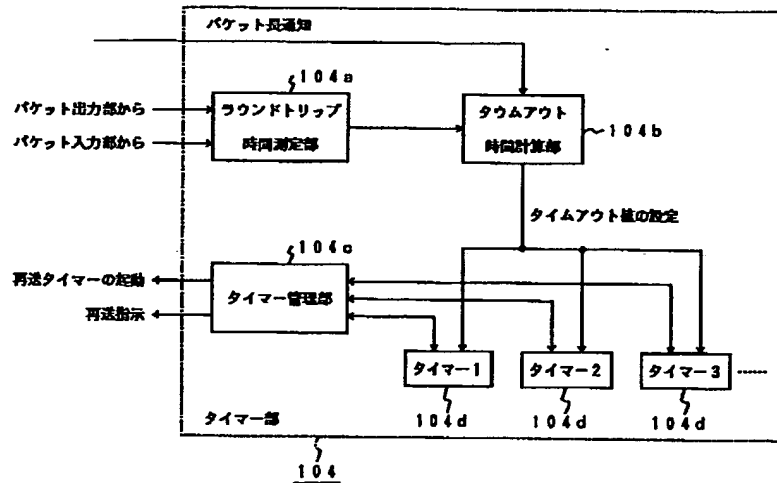 パケット長通知
104a
パケット出力部から
パケット入力部から
ラウンドトリップ
時間測定部
タウムアウト
時間計算部
104b
タイムアウト値の設定
104c
再送タイマーの起動
再送指示
タイマー管理部
タイマー1
タイマー2
タイマー3
……
104d
104d
104d
タイマー部
104